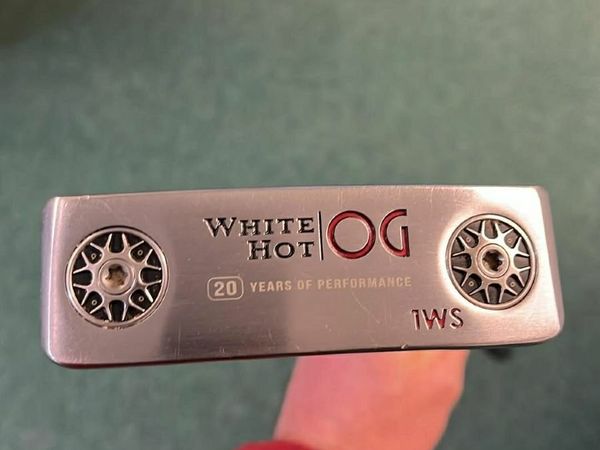 WHITE HOT OG
20 YEARS OF PERFORMANCE
1WS